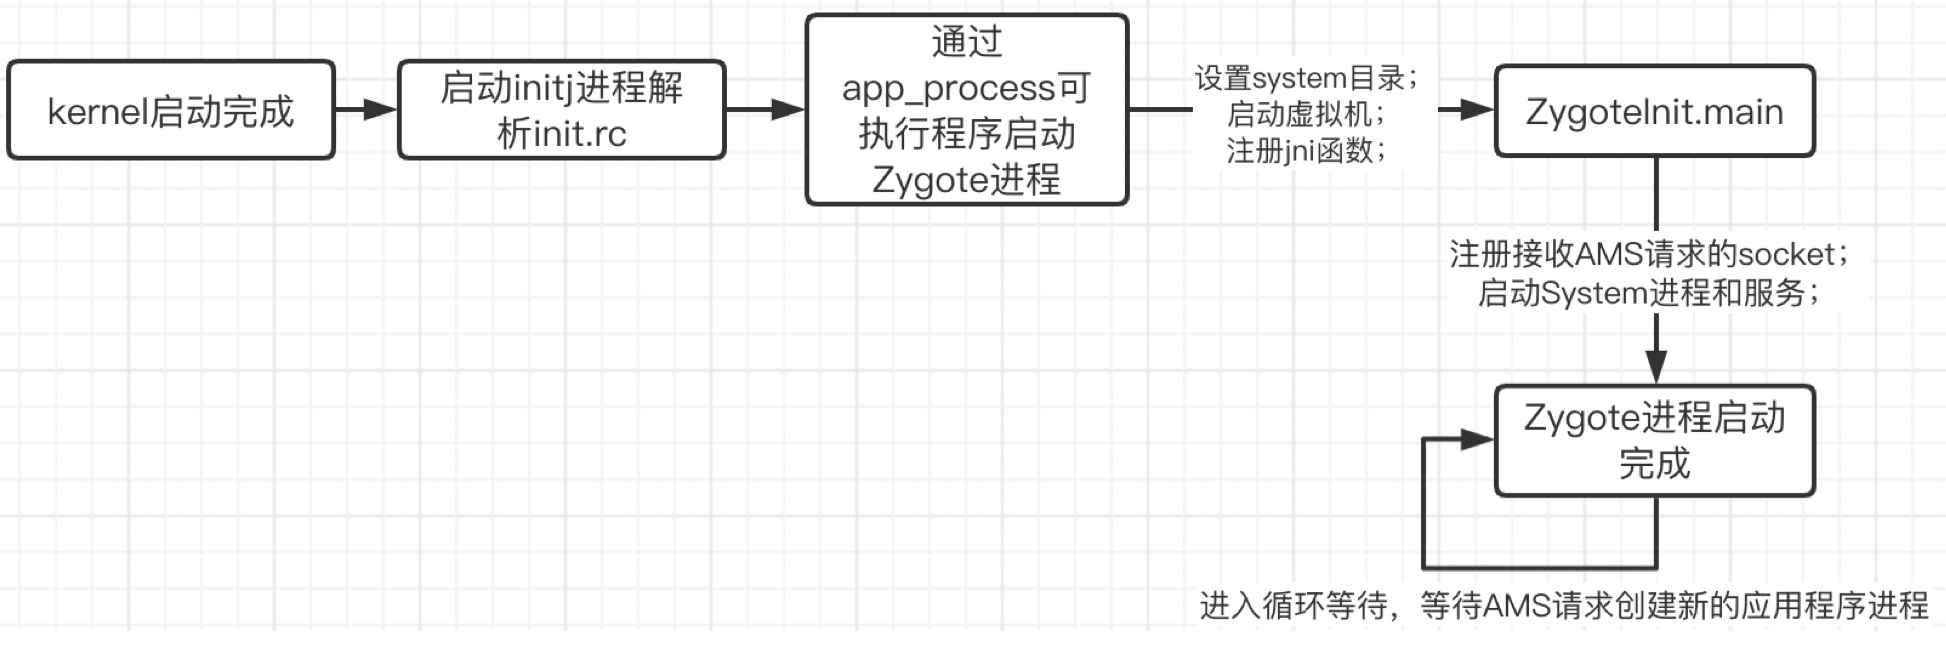 kernel启动完成
启动initj进程解
析init.rc
通过
app_process可
执行程序启动
Zygote进程
设置system目录；
启动虚拟机；
注册jni函数；
ZygoteInit.main
注册接收AMS请求的socket；
启动System进程和服务；
Zygote进程启动
完成
进入循环等待，等待AMS请求创建新的应用程序进程